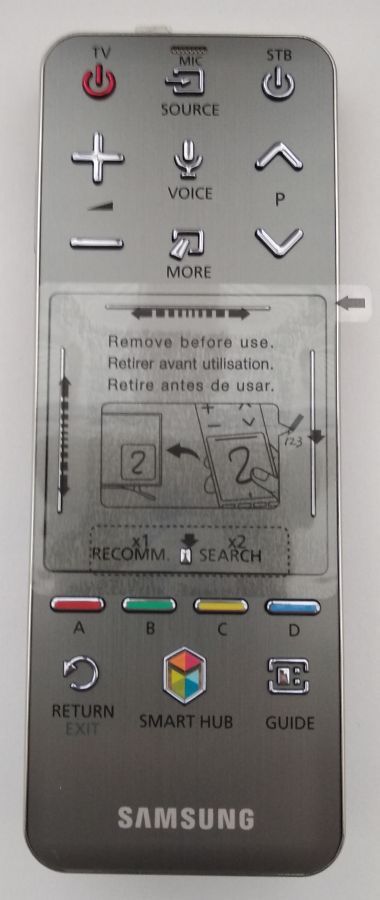 TV
MIC
STB
SOURCE
VOICE
P
MORE
Remove before use.
Retirer avant utilisation.
Retire antes de usar.
2
2
123
x1
x2
RECOMM.
SEARCH
A
B
C
D
RETURN
SMART HUB
GUIDE
EXIT
SAMSUNG